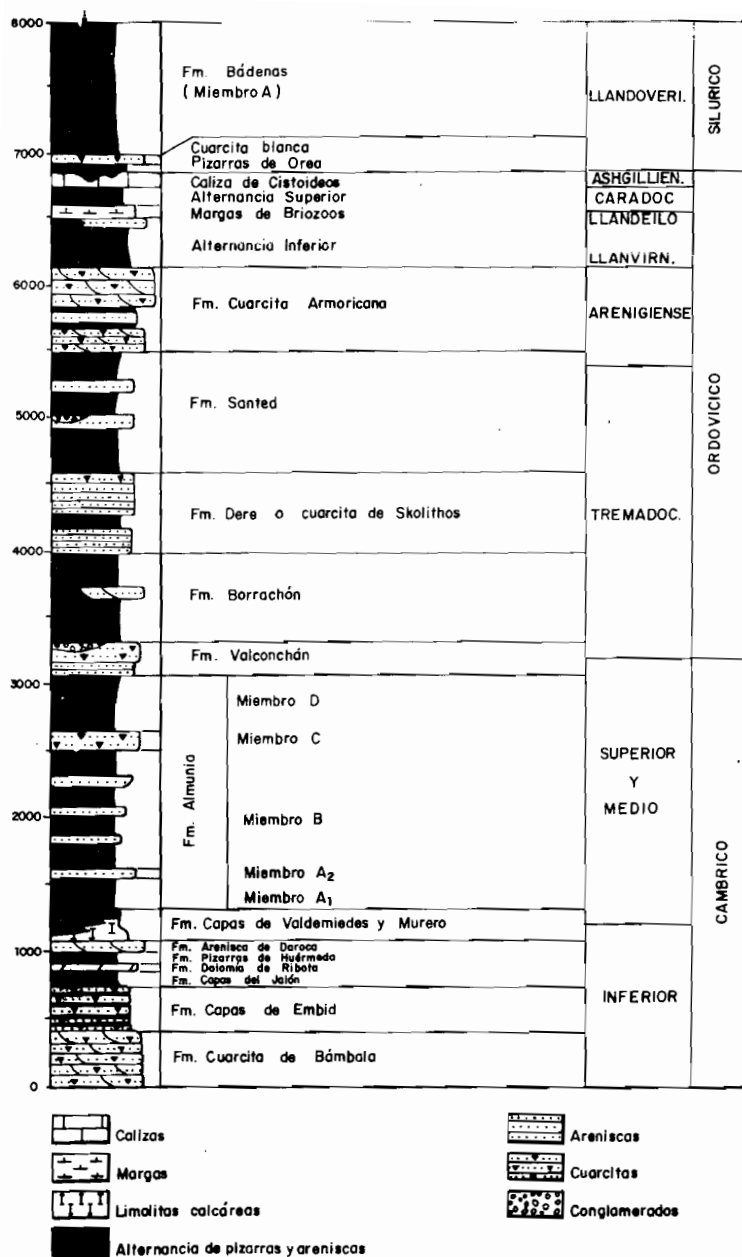 8000
Fm. Bádenas
( Miembro A )
LLANDOVERI.
SILURICO
7000
Cuarcita blanca
Pizarras de Orea
Caliza de Cistoideos
ASHGILLIEN.
Alternancia Superior
CARADOC
Margas de Briozoos
LLANDEILO
Alternancia Inferior
LLANVIRN.
6000
Fm. Cuarcita Armoricana
ARENIGIENSE
ORDOVICICO
Fm. Santed
5000
Fm. Dere o cuarcita de Skolithos
TREMADOC.
4000
Fm. Borrachón
Fm. Valconchán
3000
Fm. Almunia
Miembro D
Miembro C
SUPERIOR
Y
MEDIO
2000
Miembro B
Miembro A2
Miembro A1
CAMBRICO
Fm. Capas de Valdemiedes y Murero
1000
Fm. Arenisca de Daroca
Fm. Pizarras de Huérmeda
Fm. Dolomía de Ribota
Fm. Capas del Jalón
INFERIOR
Fm. Capas de Embid
Fm. Cuarcita de Bámbola
0
Calizas
Areniscas
Margas
Cuarcitas
Limolitas calcáreas
Conglomerados
Alternancia de pizarras y areniscas